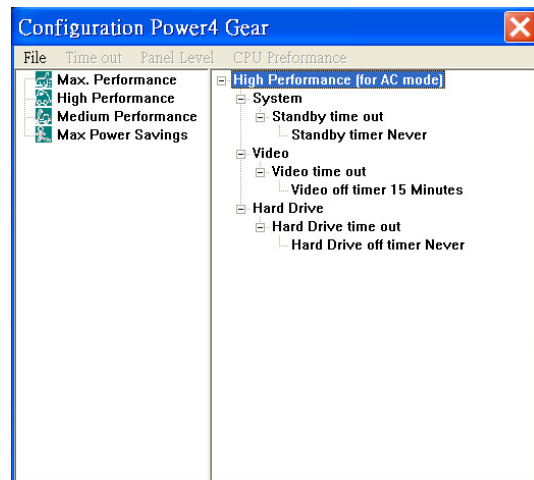 Configuration Power4 Gear
File Time out Panel Level CPU Preformance
Max. Performance
High Performance
Medium Performance
Max Power Savings
High Performance (for AC mode)
System
Standby time out
Standby timer Never
Video
Video time out
Video off timer 15 Minutes
Hard Drive
Hard Drive time out
Hard Drive off timer Never